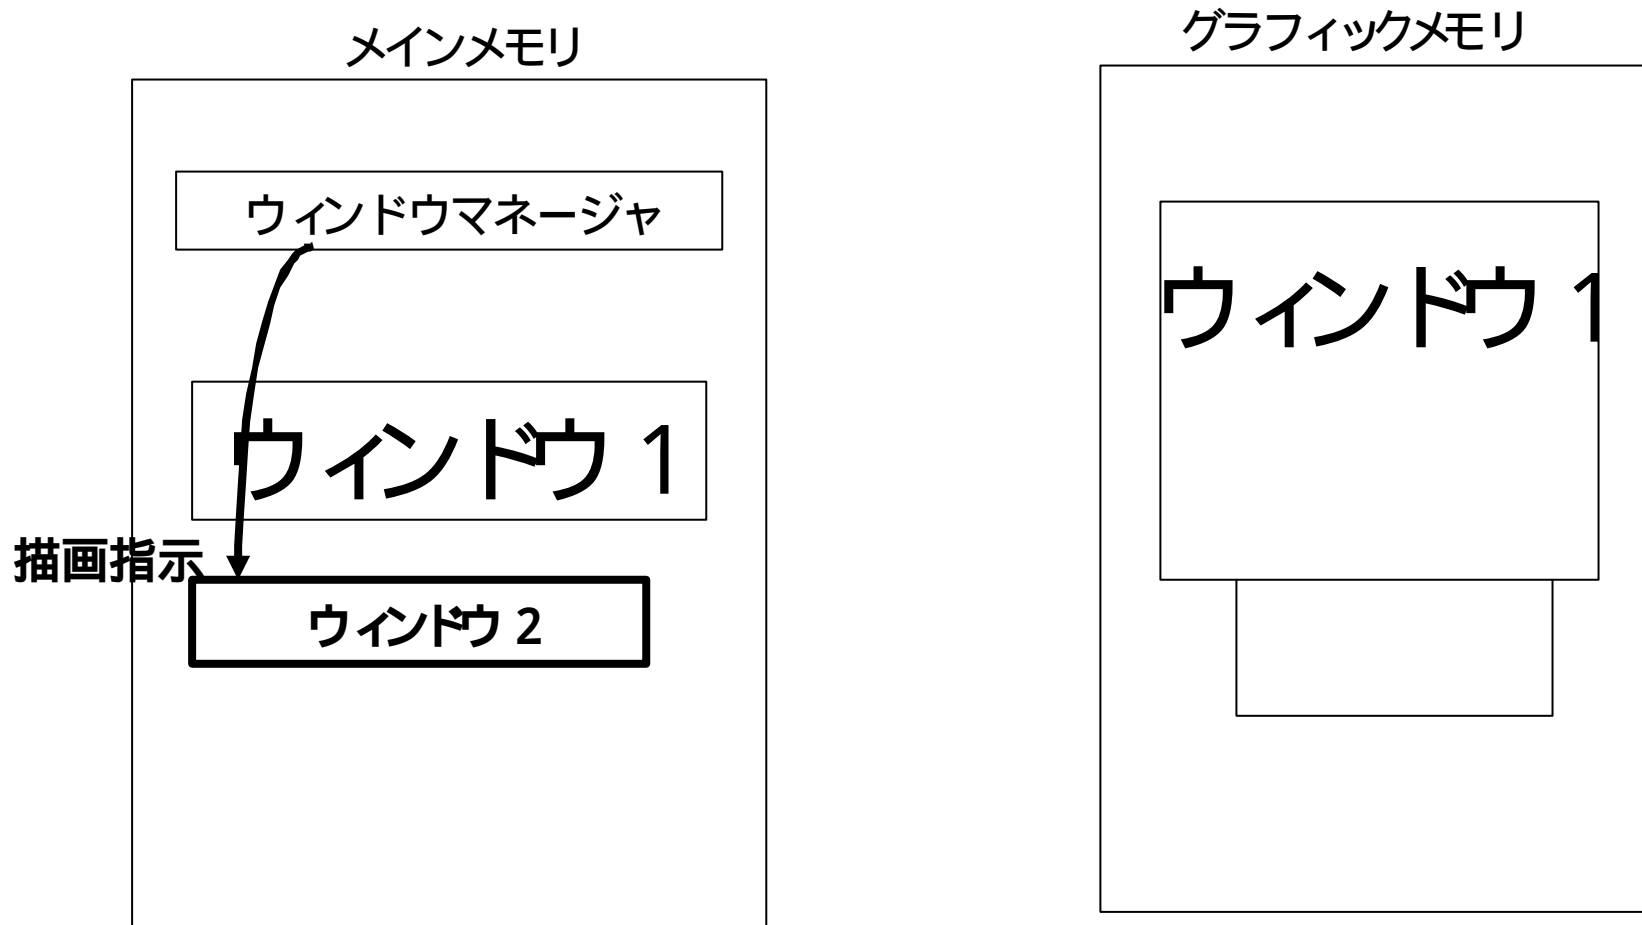 メインメモリ
グラフィックメモリ
ウィンドウマネージャ
ウィンドウ 1
ウィンドウ 1
描画指示
ウィンドウ 2